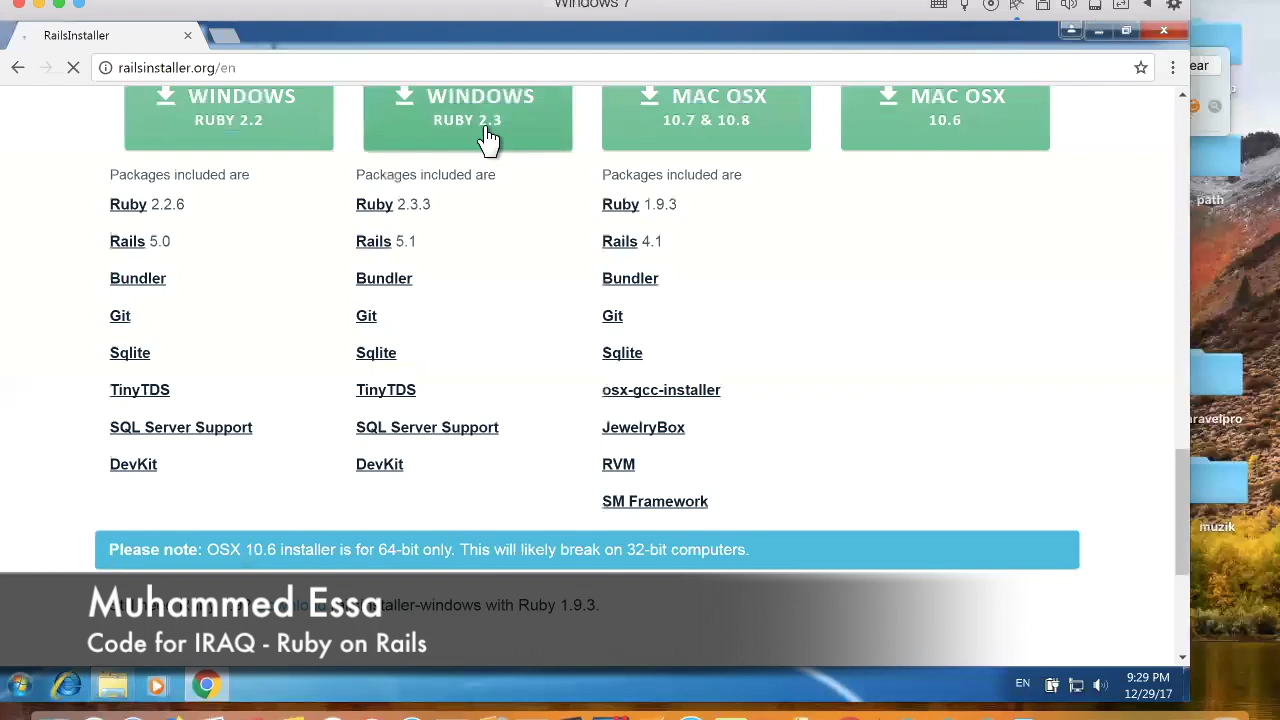 Windows 7
RailsInstaller
railsinstaller.org/en
ear
WINDOWS
RUBY 2.2
WINDOWS
RUBY 2.3
MAC OSX
10.7 & 10.8
MAC OSX
10.6
Packages included are
Ruby 2.2.6
Rails 5.0
Bundler
Git
Sqlite
TinyTDS
SQL Server Support
DevKit
Packages included are
Ruby 2.3.3
Rails 5.1
Bundler
Git
Sqlite
TinyTDS
SQL Server Support
DevKit
Packages included are
Ruby 1.9.3
Rails 4.1
Bundler
Git
Sqlite
osx-gcc-installer
JewelryBox
RVM
SM Framework
path
aravelpro
muzik
Please note: OSX 10.6 installer is for 64-bit only. This will likely break on 32-bit computers.
installer-windows with Ruby 1.9.3.
Muhammed Essa
Code for IRAQ - Ruby on Rails
EN
9:29 PM
12/29/17